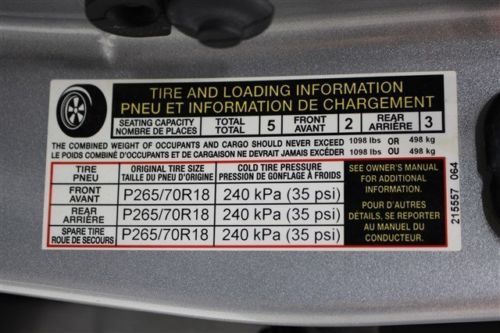 TIRE AND LOADING INFORMATION
PNEU ET INFORMATION DE CHARGEMENT
SEATING CAPACITY TOTAL 5 FRONT 2 REAR 3
NOMBRE DE PLACES TOTAL AVANT ARRIÈRE
THE COMBINED WEIGHT OF OCCUPANTS AND CARGO SHOULD NEVER EXCEED 1098 lbs OR 498 kg
LE POIDS COMBINÉ D'OCCUPANTS ET DE CARGAISON NE DEVRAIT JAMAIS EXCÉDER 1098 lbs OU 498 kg
TIRE ORIGINAL TIRE SIZE COLD TIRE PRESSURE
PNEU TAILLE DU PNEU D'ORIGINE PRESSION DE GONFLAGE À FROIDS
FRONT
AVANT P265/70R18 240 kPa (35 psi)
REAR
ARRIÈRE P265/70R18 240 kPa (35 psi)
SPARE TIRE
ROUE DE SECOURS P265/70R18 240 kPa (35 psi)
SEE OWNER'S MANUAL
FOR ADDITIONAL
INFORMATION.
POUR D'AUTRES
DÉTAILS, SE REPORTER
AU MANUEL DU
CONDUCTEUR.
215557 064